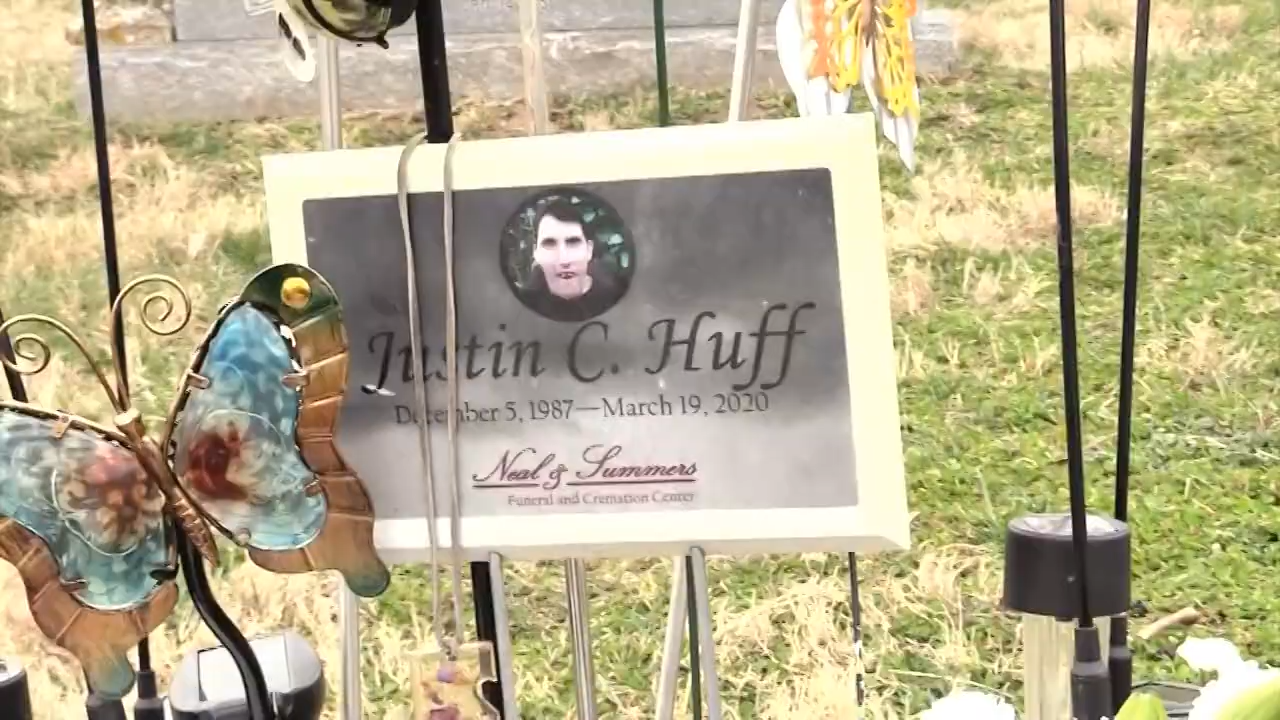 Justin C. Huff
December 5, 1987—March 19, 2020
Neal & Summers
Funeral and Cremation Center